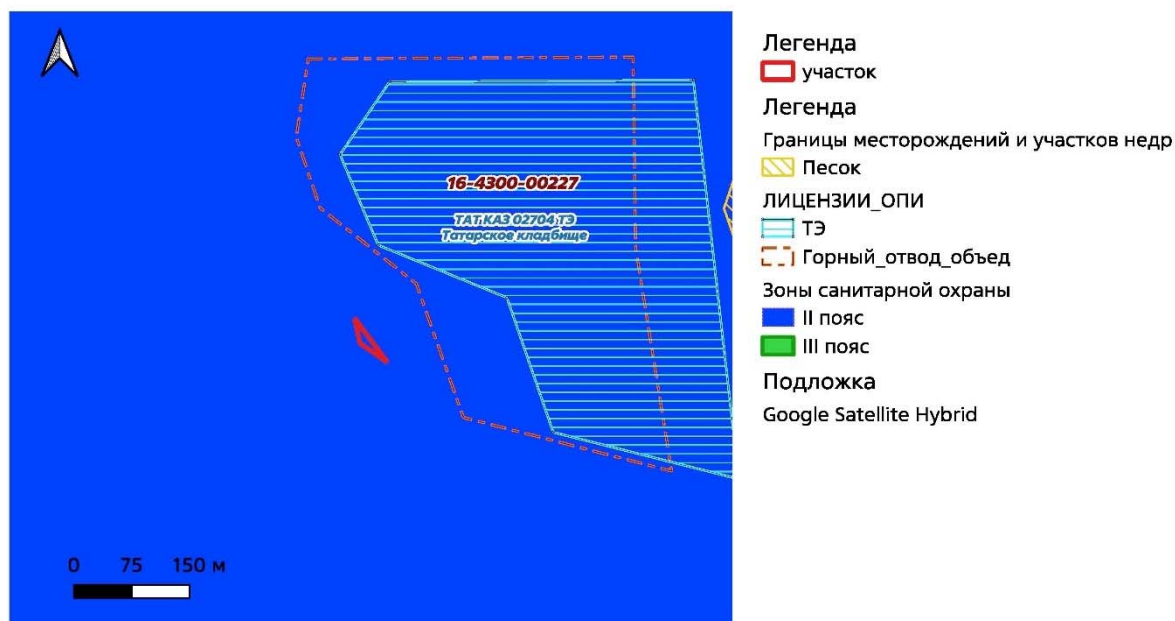 16-4300-00227
ТАТ КАЗ 02704 ТЭ
Татарское кладбище
0 75 150 м
Легенда
участок
Легенда
Границы месторождений и участков недр
Песок
ЛИЦЕНЗИИ_ОПИ
ТЭ
Горный_отвод_объед
Зоны санитарной охраны
II пояс
III пояс
Подложка
Google Satellite Hybrid